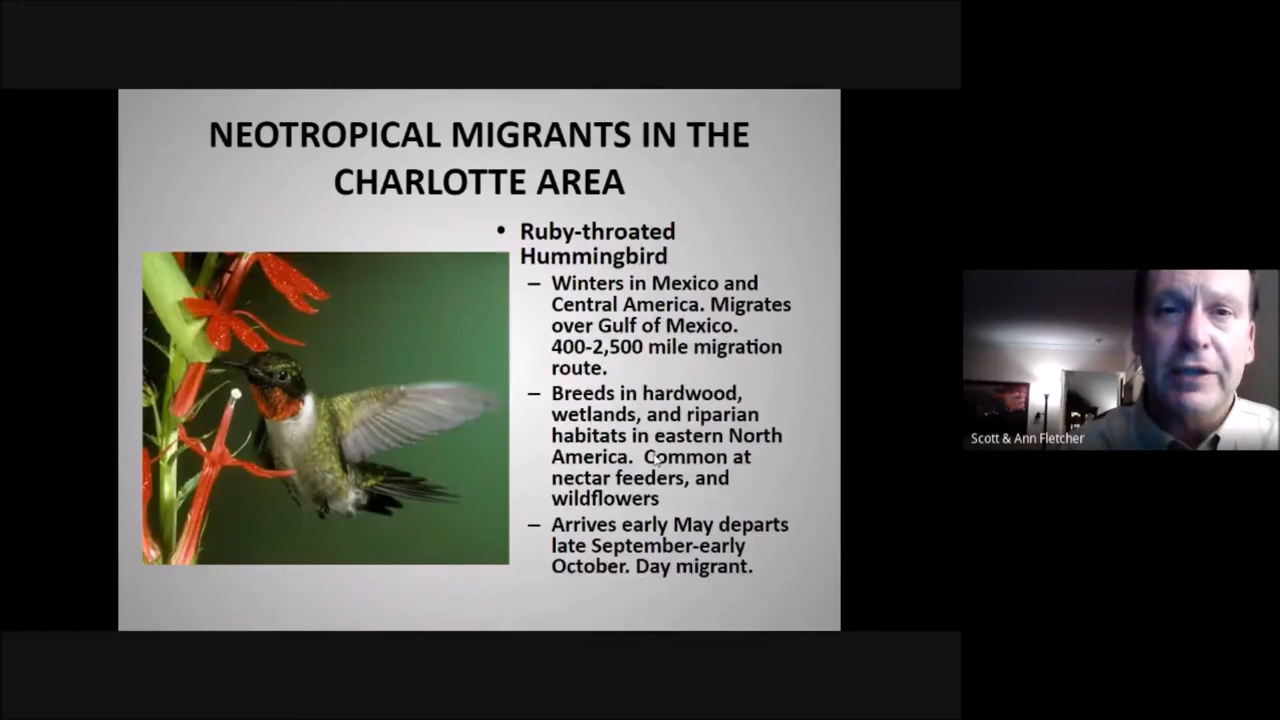 NEOTROPICAL MIGRANTS IN THE
CHARLOTTE AREA
• Ruby-throated
Hummingbird
– Winters in Mexico and
Central America. Migrates
over Gulf of Mexico.
400-2,500 mile migration
route.
– Breeds in hardwood,
wetlands, and riparian
habitats in eastern North
America. Common at
nectar feeders, and
wildflowers
– Arrives early May departs
late September-early
October. Day migrant.
Scott & Ann Fletcher